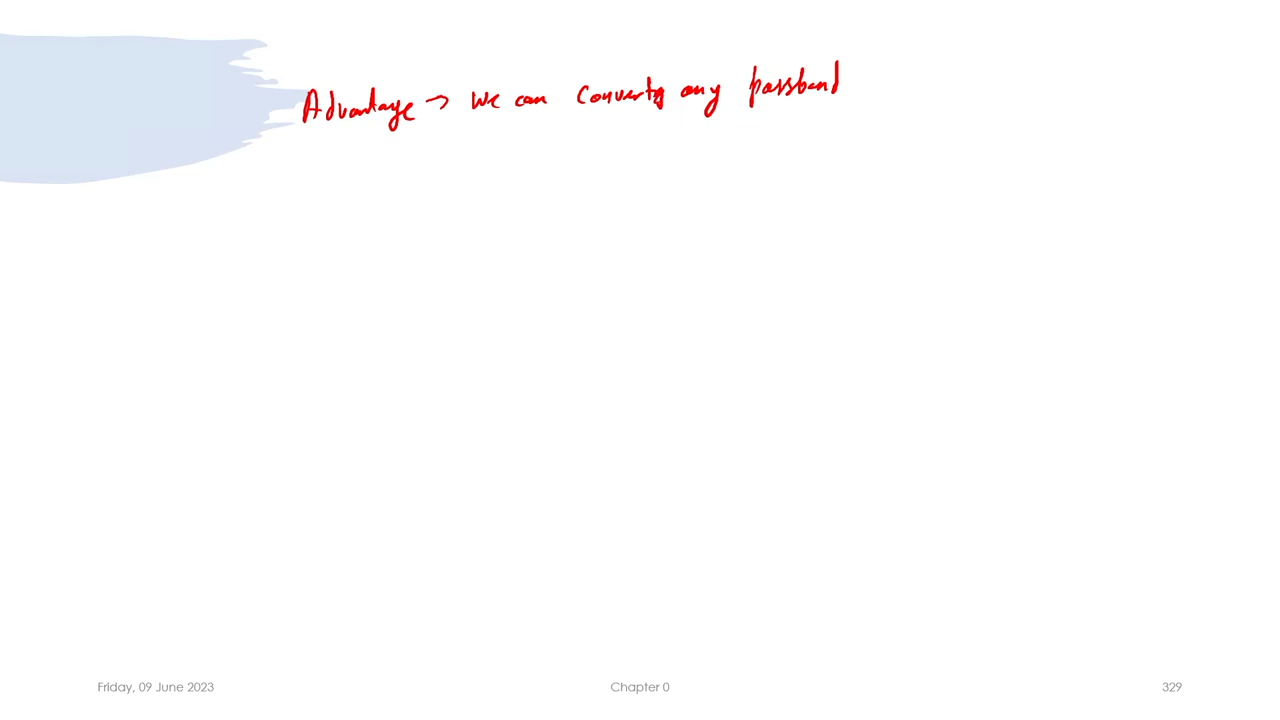 Advantage → We can convert any passband
Friday, 09 June 2023
Chapter 0
329